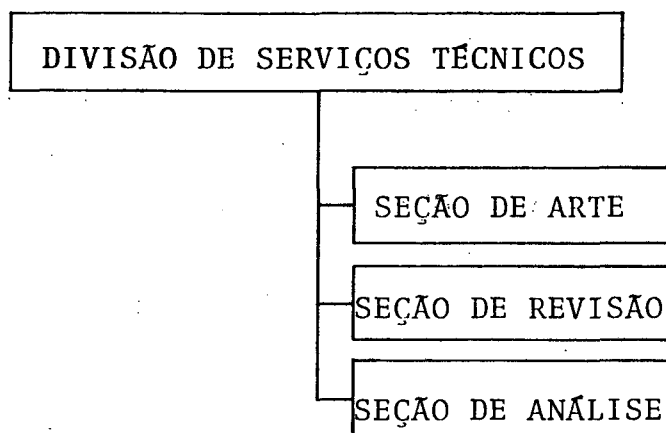 DIVISÃO DE SERVIÇOS TÉCNICOS
SEÇÃO DE ARTE
SEÇÃO DE REVISÃO
SEÇÃO DE ANÁLISE